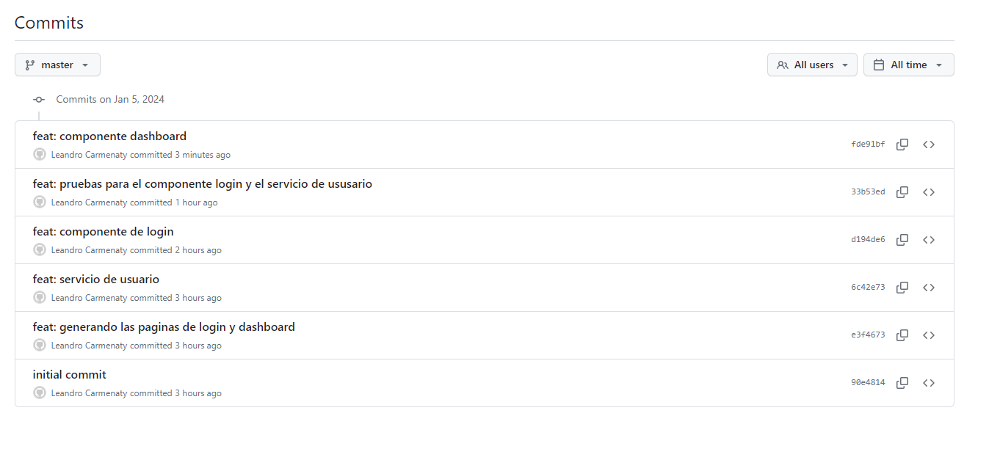 Commits
master
All users
All time
Commits on Jan 5, 2024
feat: componente dashboard
Leandro Carmenaty committed 3 minutes ago
fde91bf
feat: pruebas para el componente login y el servicio de ususario
Leandro Carmenaty committed 1 hour ago
33b53ed
feat: componente de login
Leandro Carmenaty committed 2 hours ago
d194de6
feat: servicio de usuario
Leandro Carmenaty committed 3 hours ago
6c42e73
feat: generando las paginas de login y dashboard
Leandro Carmenaty committed 3 hours ago
e3f4673
initial commit
Leandro Carmenaty committed 3 hours ago
90e4814